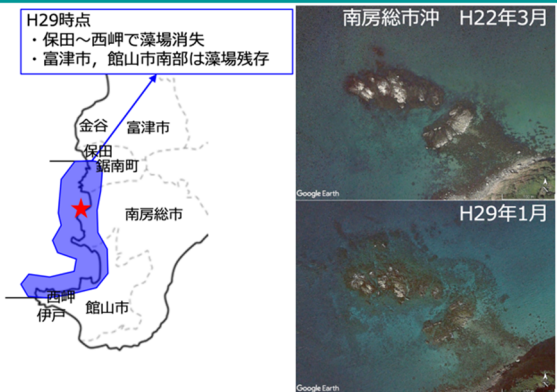 H29時点
・保田～西岬で藻場消失
・富津市，館山市南部は藻場残存
金谷
富津市
保田
鋸南町
南房総市
西岬
伊戸
館山市
南房総市沖　H22年3月
Google Earth
H29年1月
Google Earth